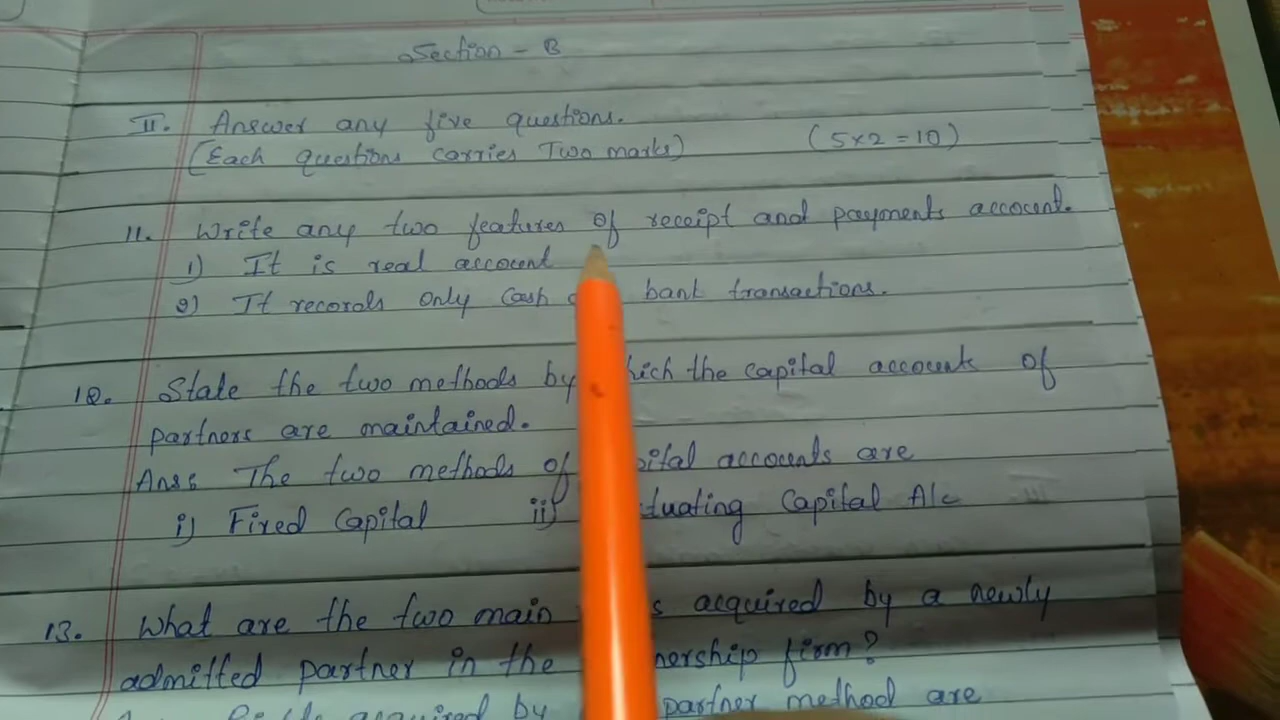 Section - B
II. Answer any five questions.
(Each questions carries Two marks) (5x2=10)
11. Write any two features of receipt and payments account.
1) It is real account
2) It records only cash bank transactions.
12. State the two methods by which the capital accounts of
partners are maintained.
Ans: The two methods of capital accounts are
i) Fixed Capital ii) Fluctuating Capital A/c
13. What are the two main acquired by a newly
admitted partner in the partnership firm?
acquired by partner method are